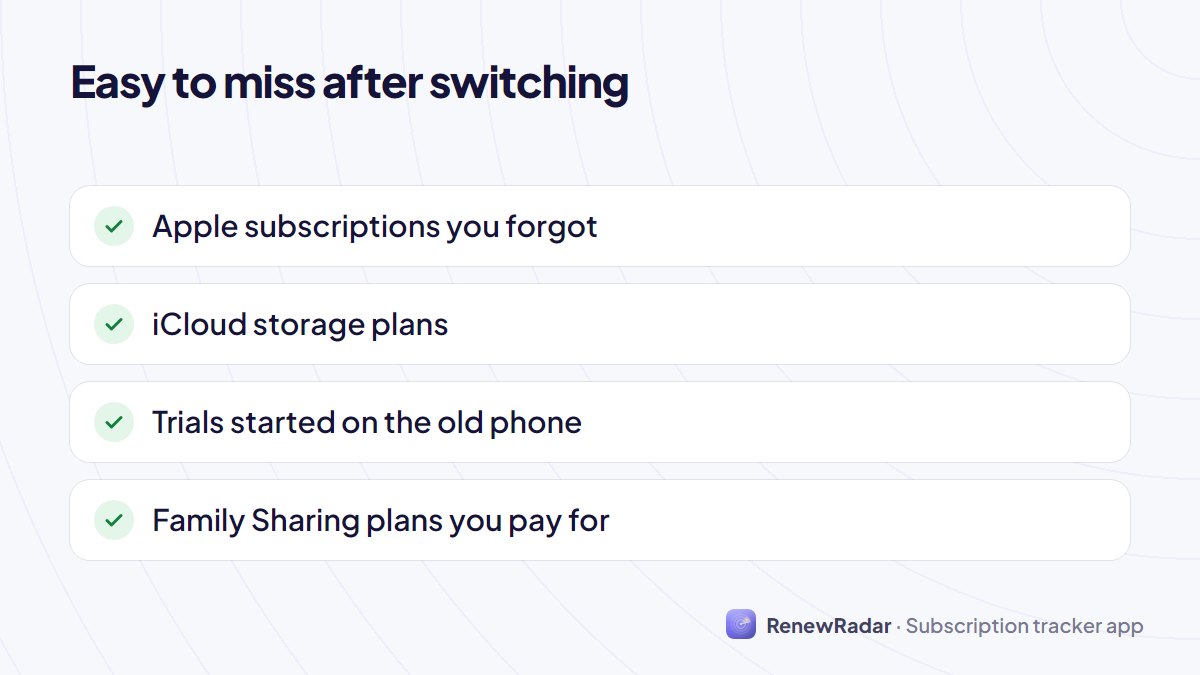 Easy to miss after switching
Apple subscriptions you forgot
iCloud storage plans
Trials started on the old phone
Family Sharing plans you pay for
RenewRadar · Subscription tracker app